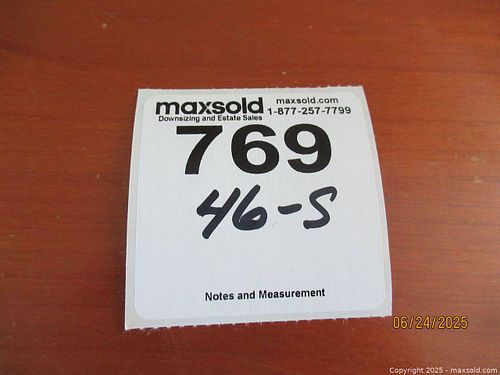 maxsold maxsold.com
Downsizing and Estate Sales 1-877-257-7799
769
46-S
Notes and Measurement
06/24/2025
Copyright 2025 - maxsold.com